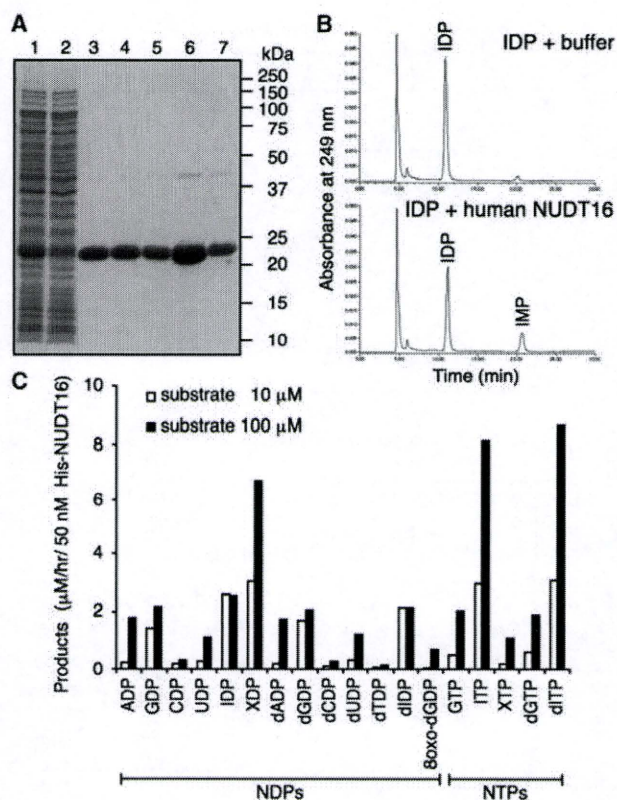 A
1 2 3 4 5 6 7
kDa
250
150
100
75
50
37
25
20
15
10
B
IDP + buffer
IDP
IDP + human NUDT16
IDP
IMP
Absorbance at 249 nm
Time (min)
C
Products (μM/hr/ 50 nM His-NUDT16)
10
8
6
4
2
0
substrate 10 μM
substrate 100 μM
ADP
GDP
CDP
UDP
IDP
XDP
dADP
dGDP
dCDP
dUDP
dTDP
dIDP
8oxo-dGDP
GTP
ITP
XTP
dGTP
dITP
NDPs
NTPs